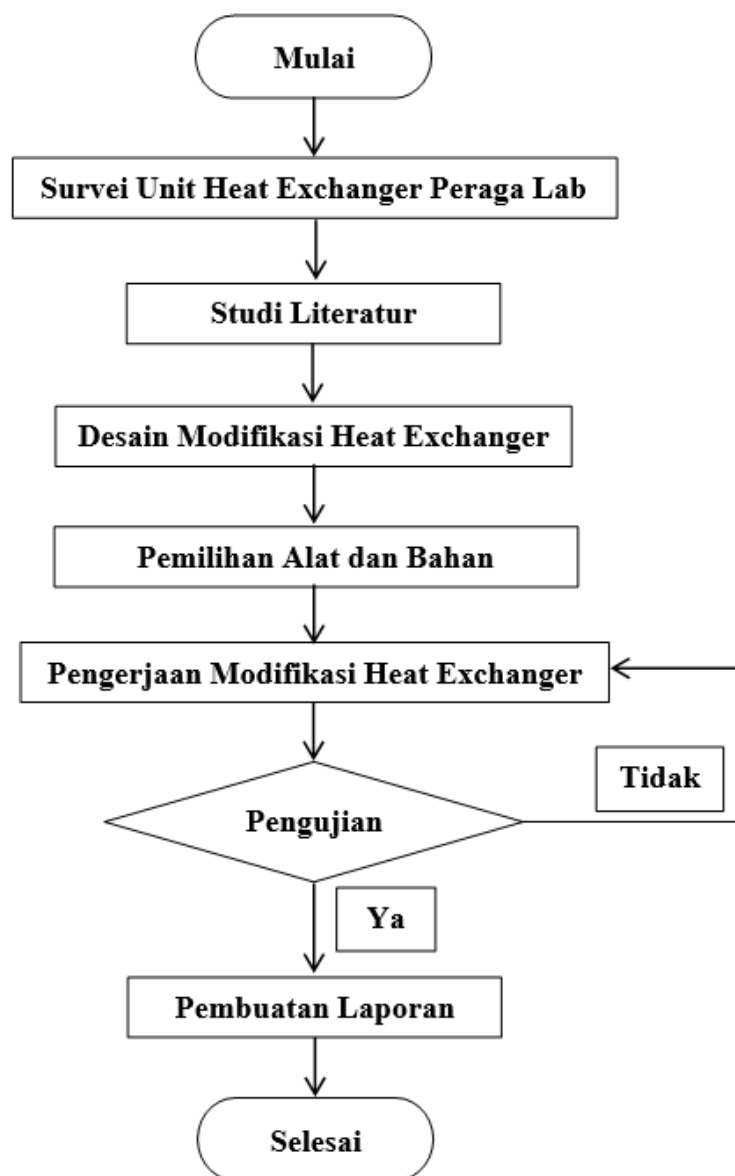 Mulai
Survei Unit Heat Exchanger Peraga Lab
Studi Literatur
Desain Modifikasi Heat Exchanger
Pemilihan Alat dan Bahan
Pengerjaan Modifikasi Heat Exchanger
Tidak
Pengujian
Ya
Pembuatan Laporan
Selesai